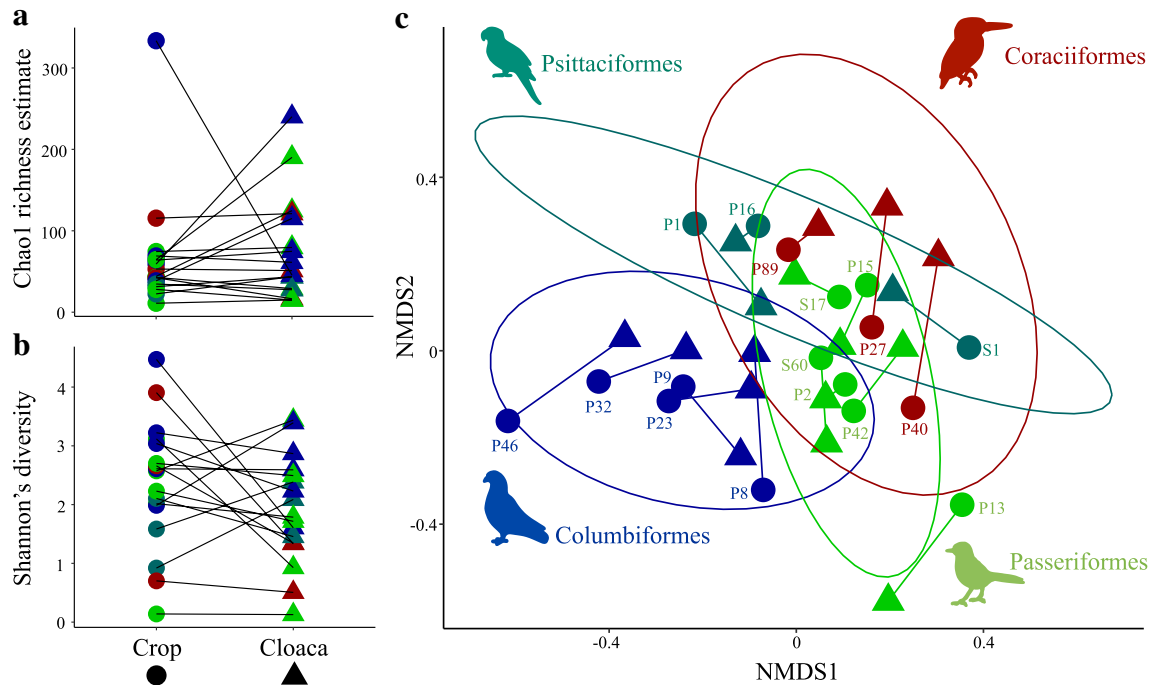 a
Chao1 richness estimate
300
200
100
0
b
Shannon's diversity
4
3
2
1
0
Crop
Cloaca
c
Psittaciformes
Coraciiformes
NMDS2
0.4
0
-0.4
P1
P16
P89
P15
S17
P27
S1
S60
P9
P2
P32
P23
P40
P42
P46
P8
P13
Columbiformes
Passeriformes
-0.4
0
0.4
NMDS1